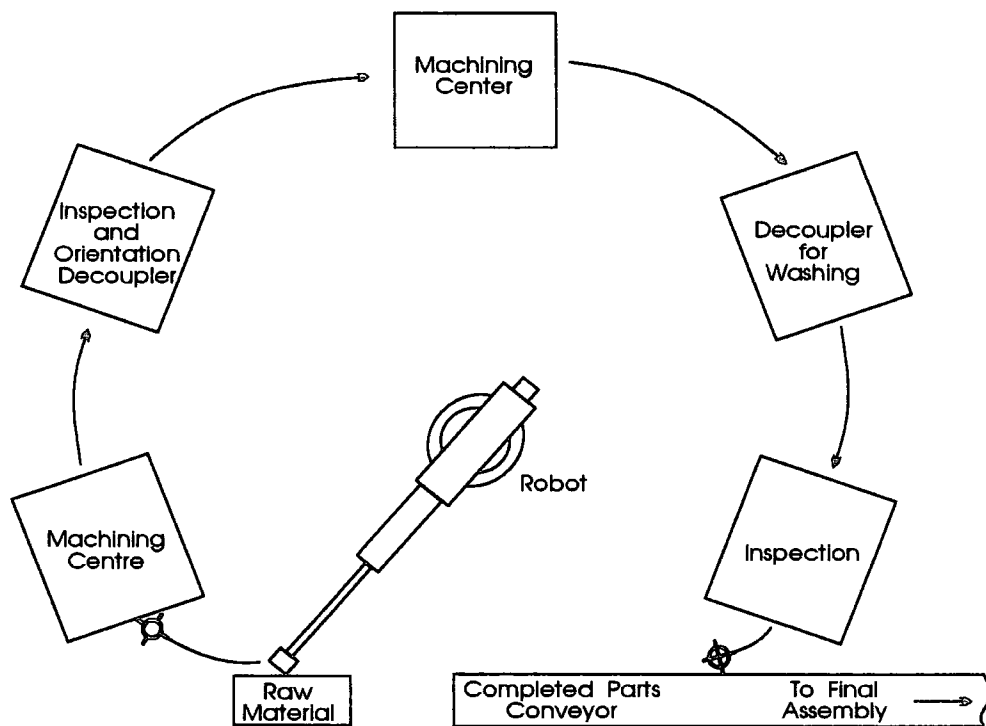 Machining
Center
Inspection
and
Orientation
Decoupler
Decoupler
for
Washing
Machining
Centre
Robot
Inspection
Raw
Material
Completed Parts
Conveyor
To Final
Assembly